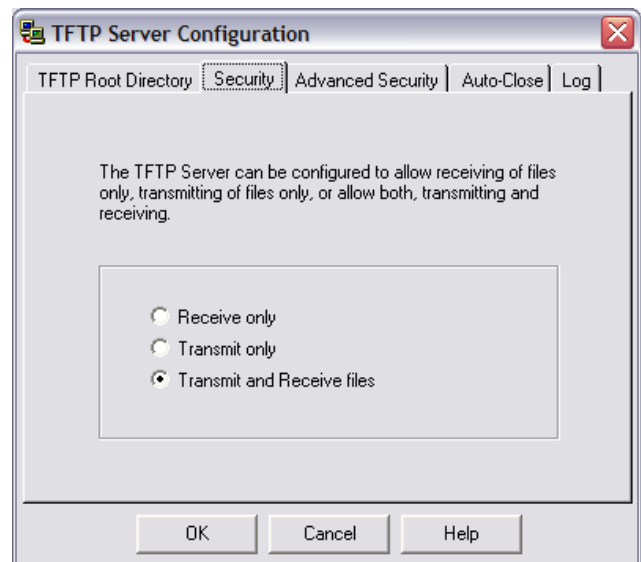 TFTP Server Configuration
TFTP Root Directory Security Advanced Security Auto-Close Log
The TFTP Server can be configured to allow receiving of files
only, transmitting of files only, or allow both, transmitting and
receiving.
Receive only
Transmit only
Transmit and Receive files
OK Cancel Help